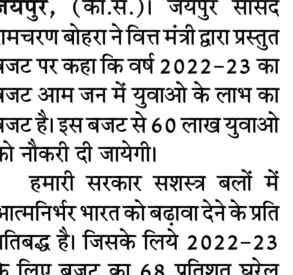 जयपुर, (का.सं.)। जयपुर सांसद
रामचरण बोहरा ने वित्त मंत्री द्वारा प्रस्तुत
बजट पर कहा कि वर्ष 2022-23 का
बजट आम जन में युवाओ के लाभ का
बजट है। इस बजट से 60 लाख युवाओ
को नौकरी दी जायेगी।
हमारी सरकार सशस्त्र बलों में
आत्मनिर्भर भारत को बढ़ावा देने के प्रति
प्रतिबद्ध है। जिसके लिये 2022-23
के लिए बजट का 68 प्रतिशत घरेलू